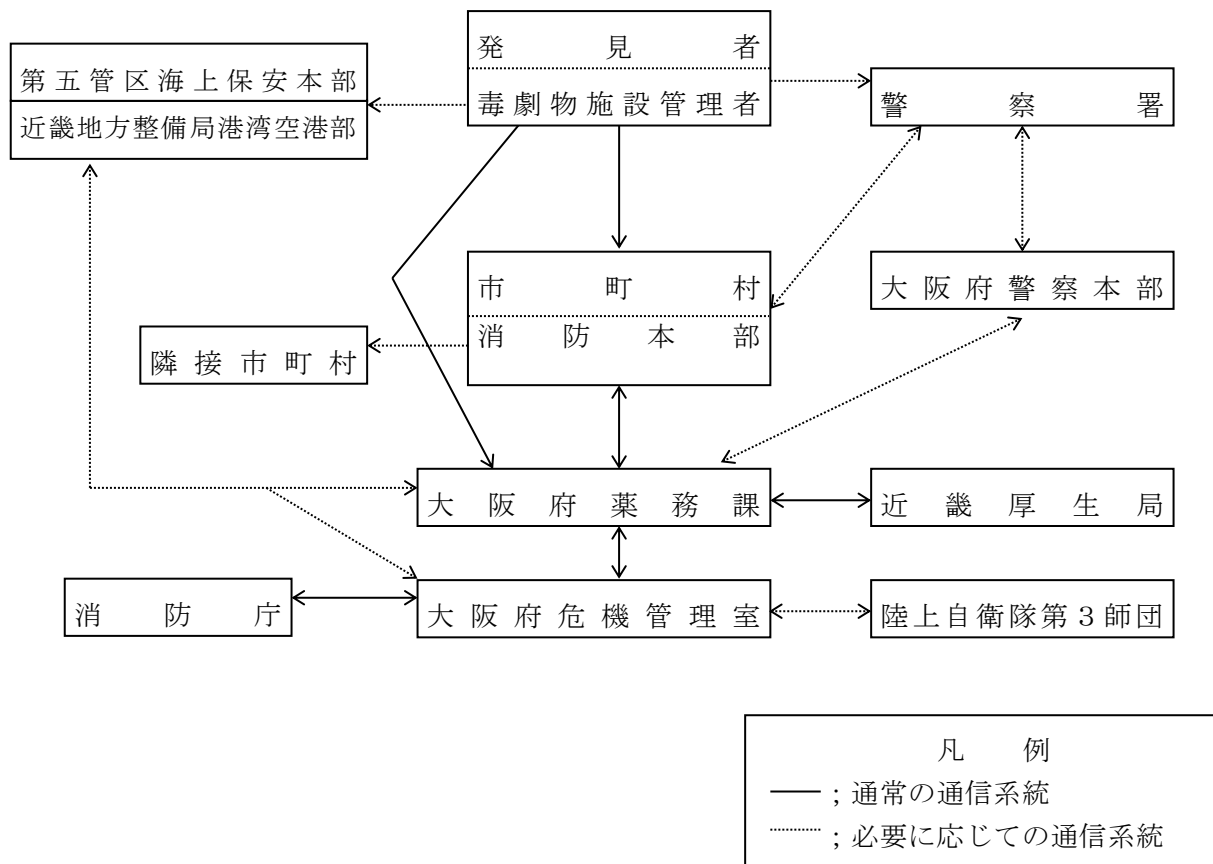 発見者
毒劇物施設管理者
第五管区海上保安本部
近畿地方整備局港湾空港部
警察署
市町村
消防本部
大阪府警察本部
隣接市町村
大阪府薬務課
近畿厚生局
消防庁
大阪府危機管理室
陸上自衛隊第3師団
凡例
;通常の通信系統
;必要に応じての通信系統